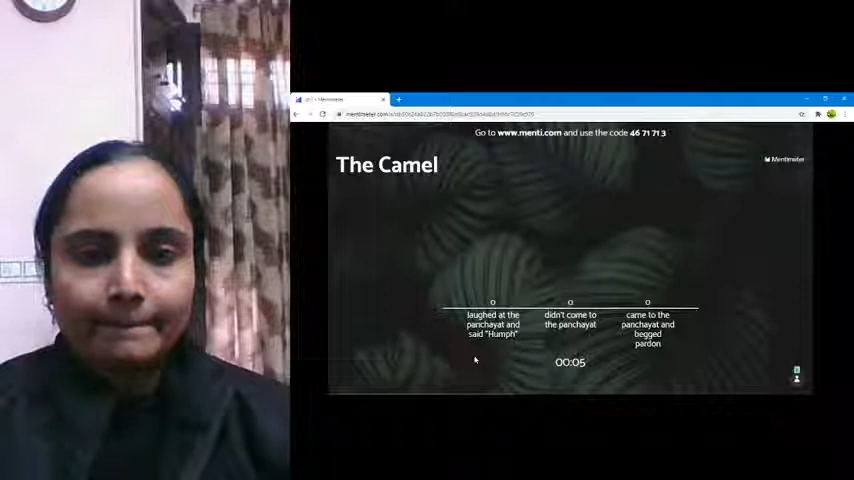 Go to www.menti.com and use the code 46 71 71 3
The Camel
Mentimeter
0
0
0
laughed at the
panchayat and
said "Humph"
didn't come to
the panchayat
came to the
panchayat and
begged
pardon
00:05